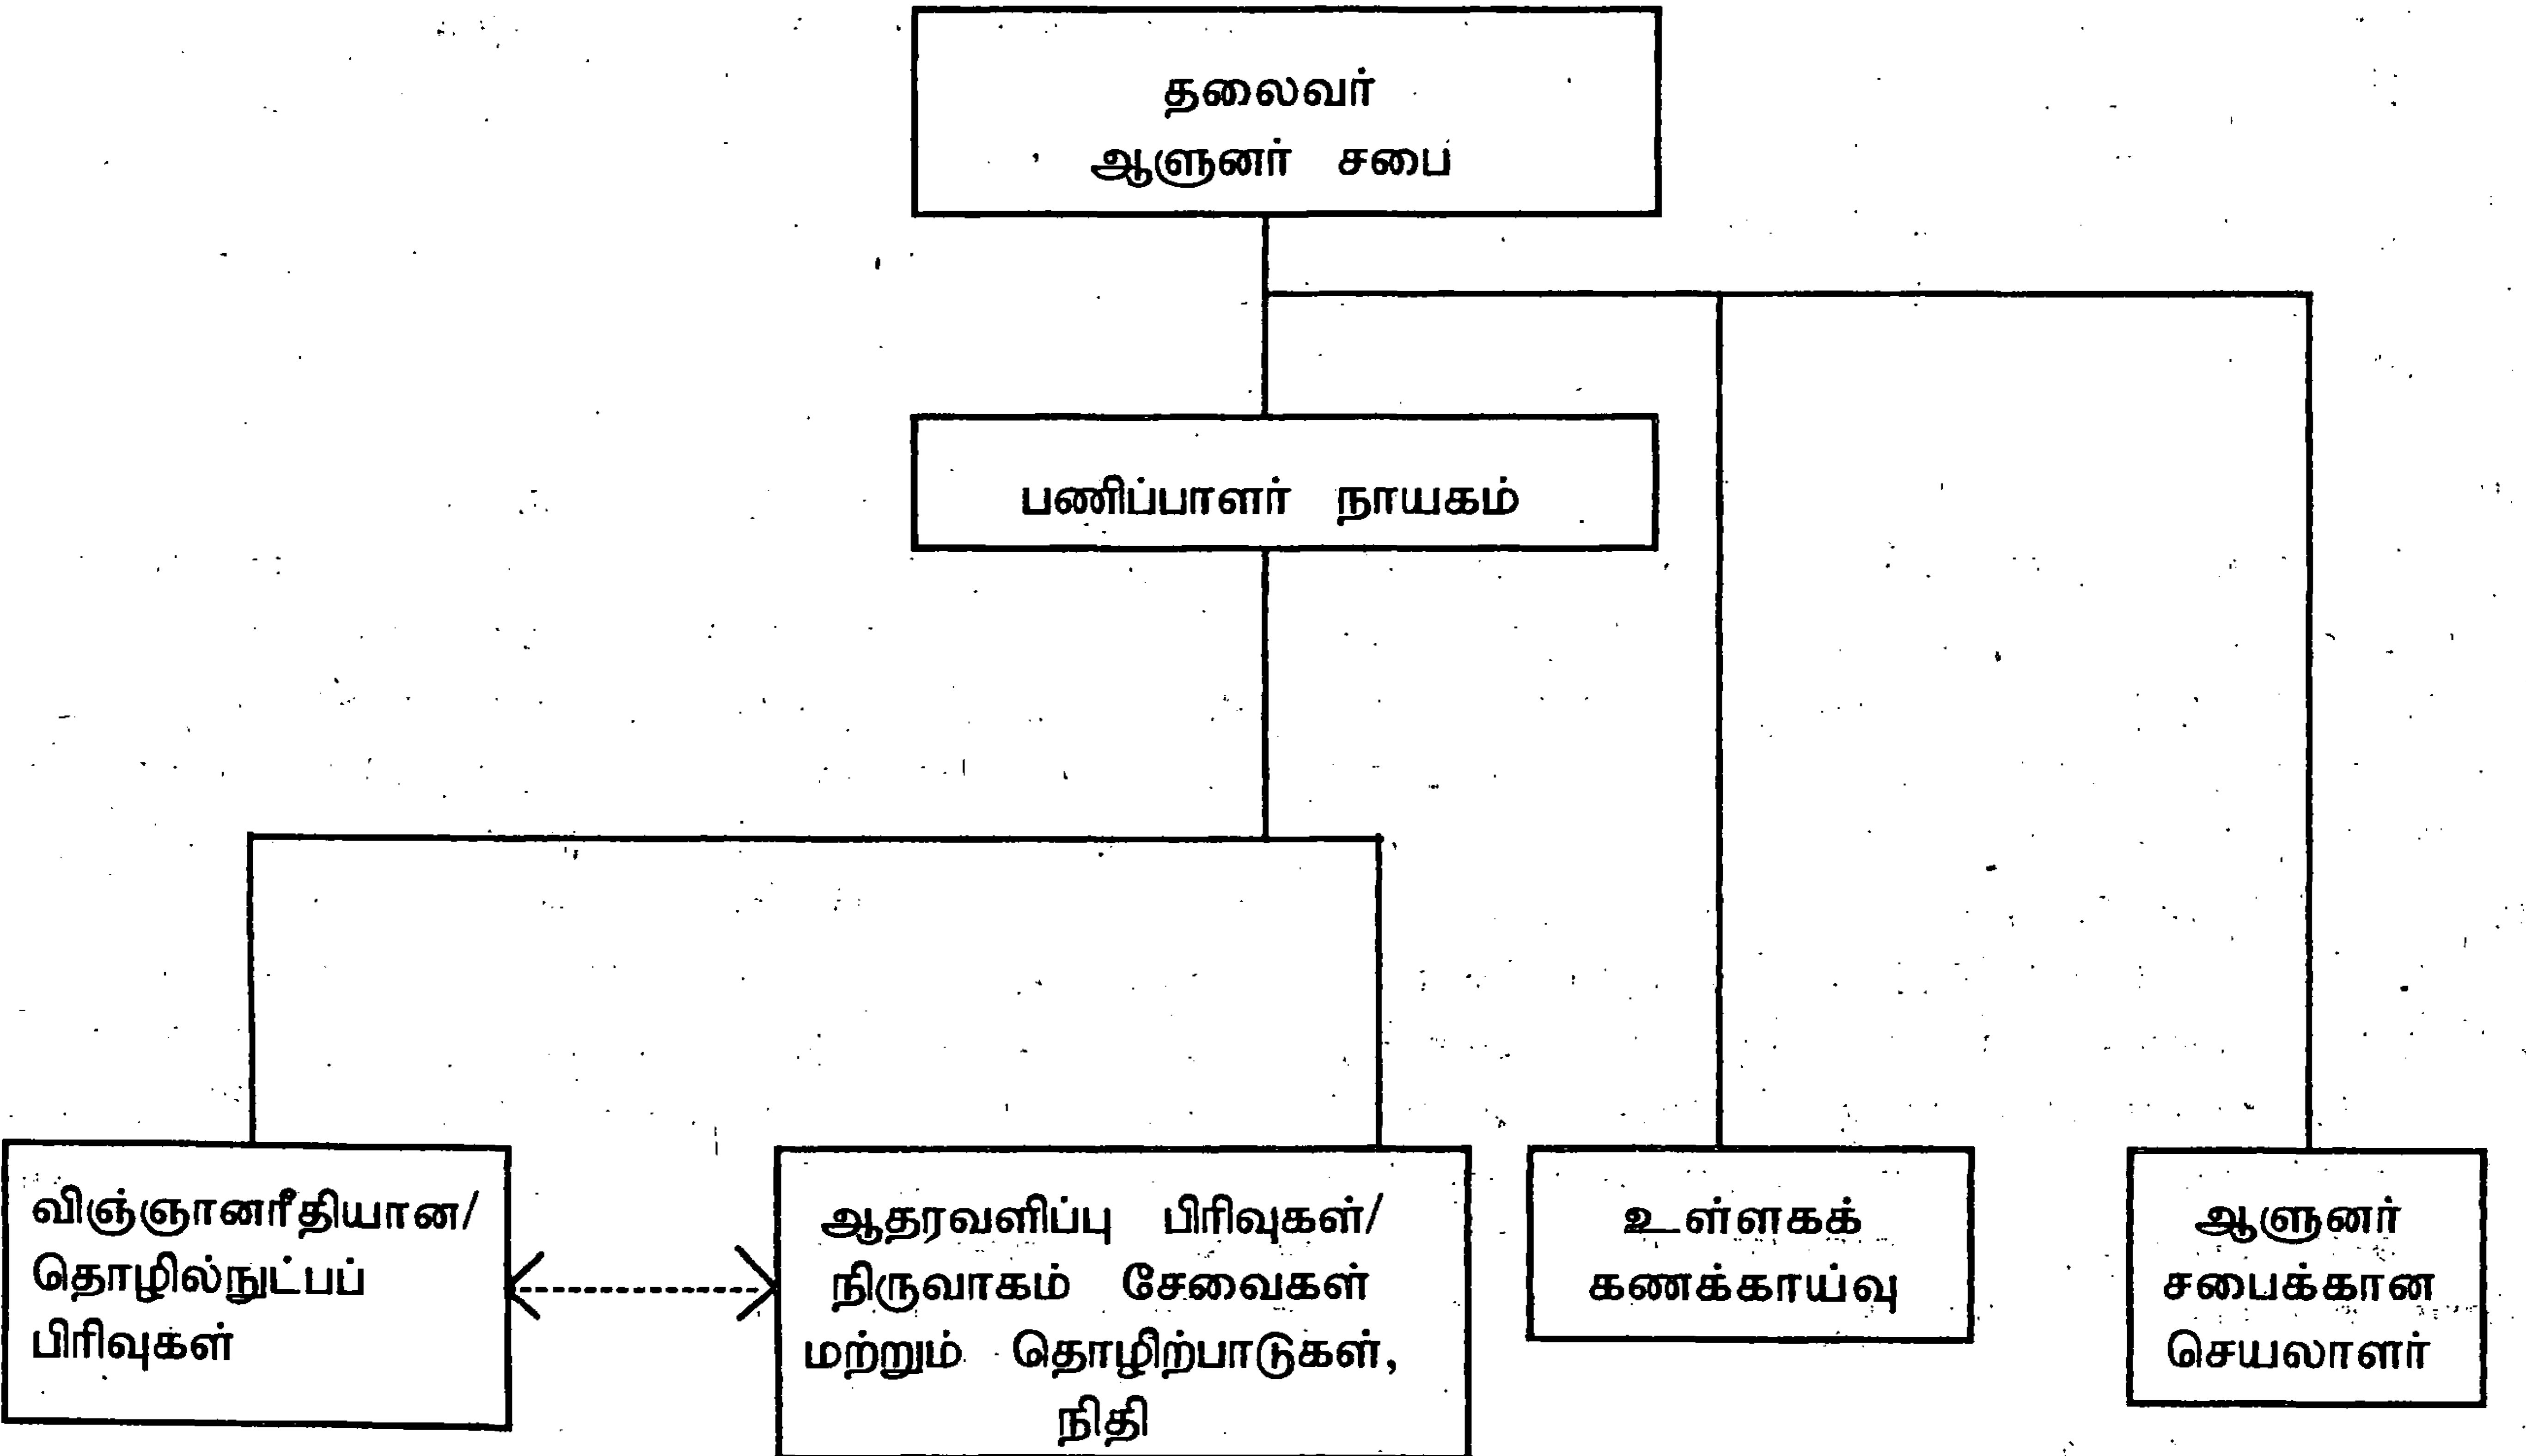 தலைவர்
ஆளுனர் சபை
பணிப்பாளர் நாயகம்
விஞ்ஞானரீதியான/
தொழில்நுட்பப்
பிரிவுகள்
ஆதரவளிப்பு பிரிவுகள்/
நிருவாகம் சேவைகள்
மற்றும் தொழிற்பாடுகள்,
நிதி
உள்ளகக்
கணக்காய்வு
ஆளுனர்
சபைக்கான
செயலாளர்